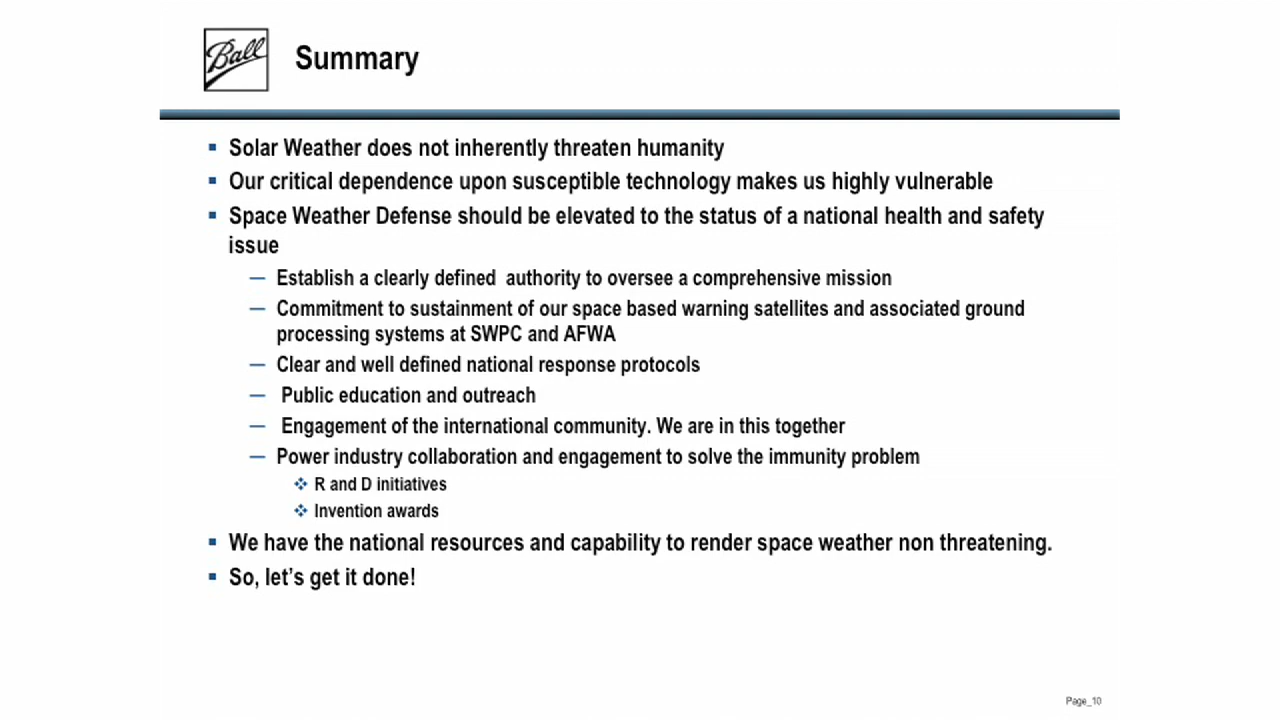 Ball
Summary
Solar Weather does not inherently threaten humanity
Our critical dependence upon susceptible technology makes us highly vulnerable
Space Weather Defense should be elevated to the status of a national health and safety
issue
— Establish a clearly defined authority to oversee a comprehensive mission
— Commitment to sustainment of our space based warning satellites and associated ground
processing systems at SWPC and AFWA
— Clear and well defined national response protocols
— Public education and outreach
— Engagement of the international community. We are in this together
— Power industry collaboration and engagement to solve the immunity problem
R and D initiatives
Invention awards
We have the national resources and capability to render space weather non threatening.
So, let’s get it done!
Page_10